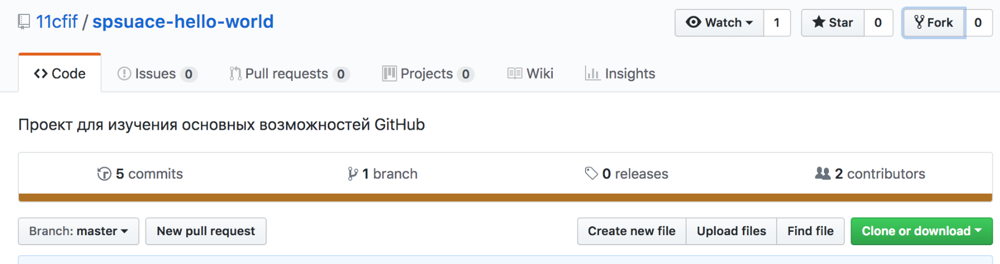 11cfif / spsuace-hello-world Watch 1 Star 0 Fork 0
Code Issues 0 Pull requests 0 Projects 0 Wiki Insights
Проект для изучения основных возможностей GitHub
5 commits 1 branch 0 releases 2 contributors
Branch: master New pull request Create new file Upload files Find file Clone or download